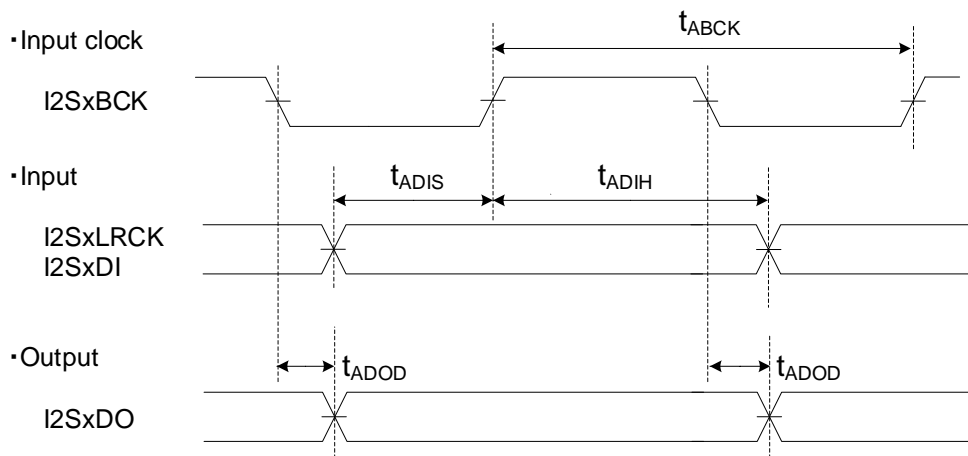 ・Input clock
tABCK
I2SxBCK
・Input
tADIS
tADIH
I2SxLRCK
I2SxDI
・Output
tADOD
tADOD
I2SxDO